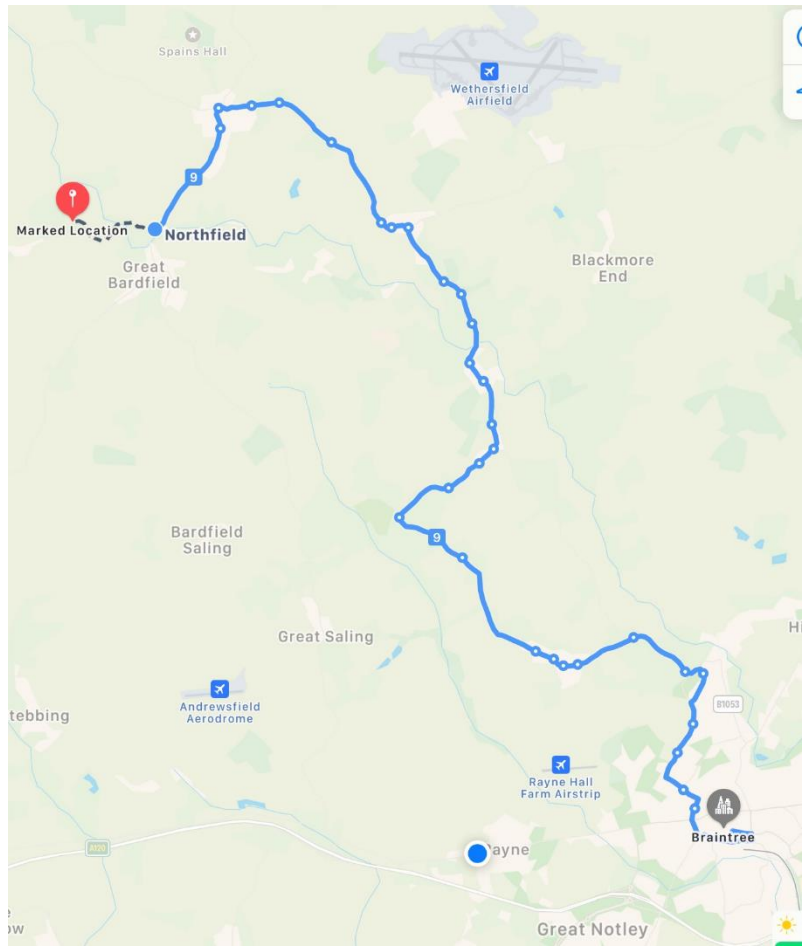 Spains Hall
Wethersfield
Airfield
9
Marked Location
Northfield
Great
Bardfield
Blackmore
End
Bardfield
Saling
9
Great Saling
Andrewsfield
Aerodrome
tebbing
B1053
Rayne Hall
Farm Airstrip
Braintree
A120
ayne
Great Notley